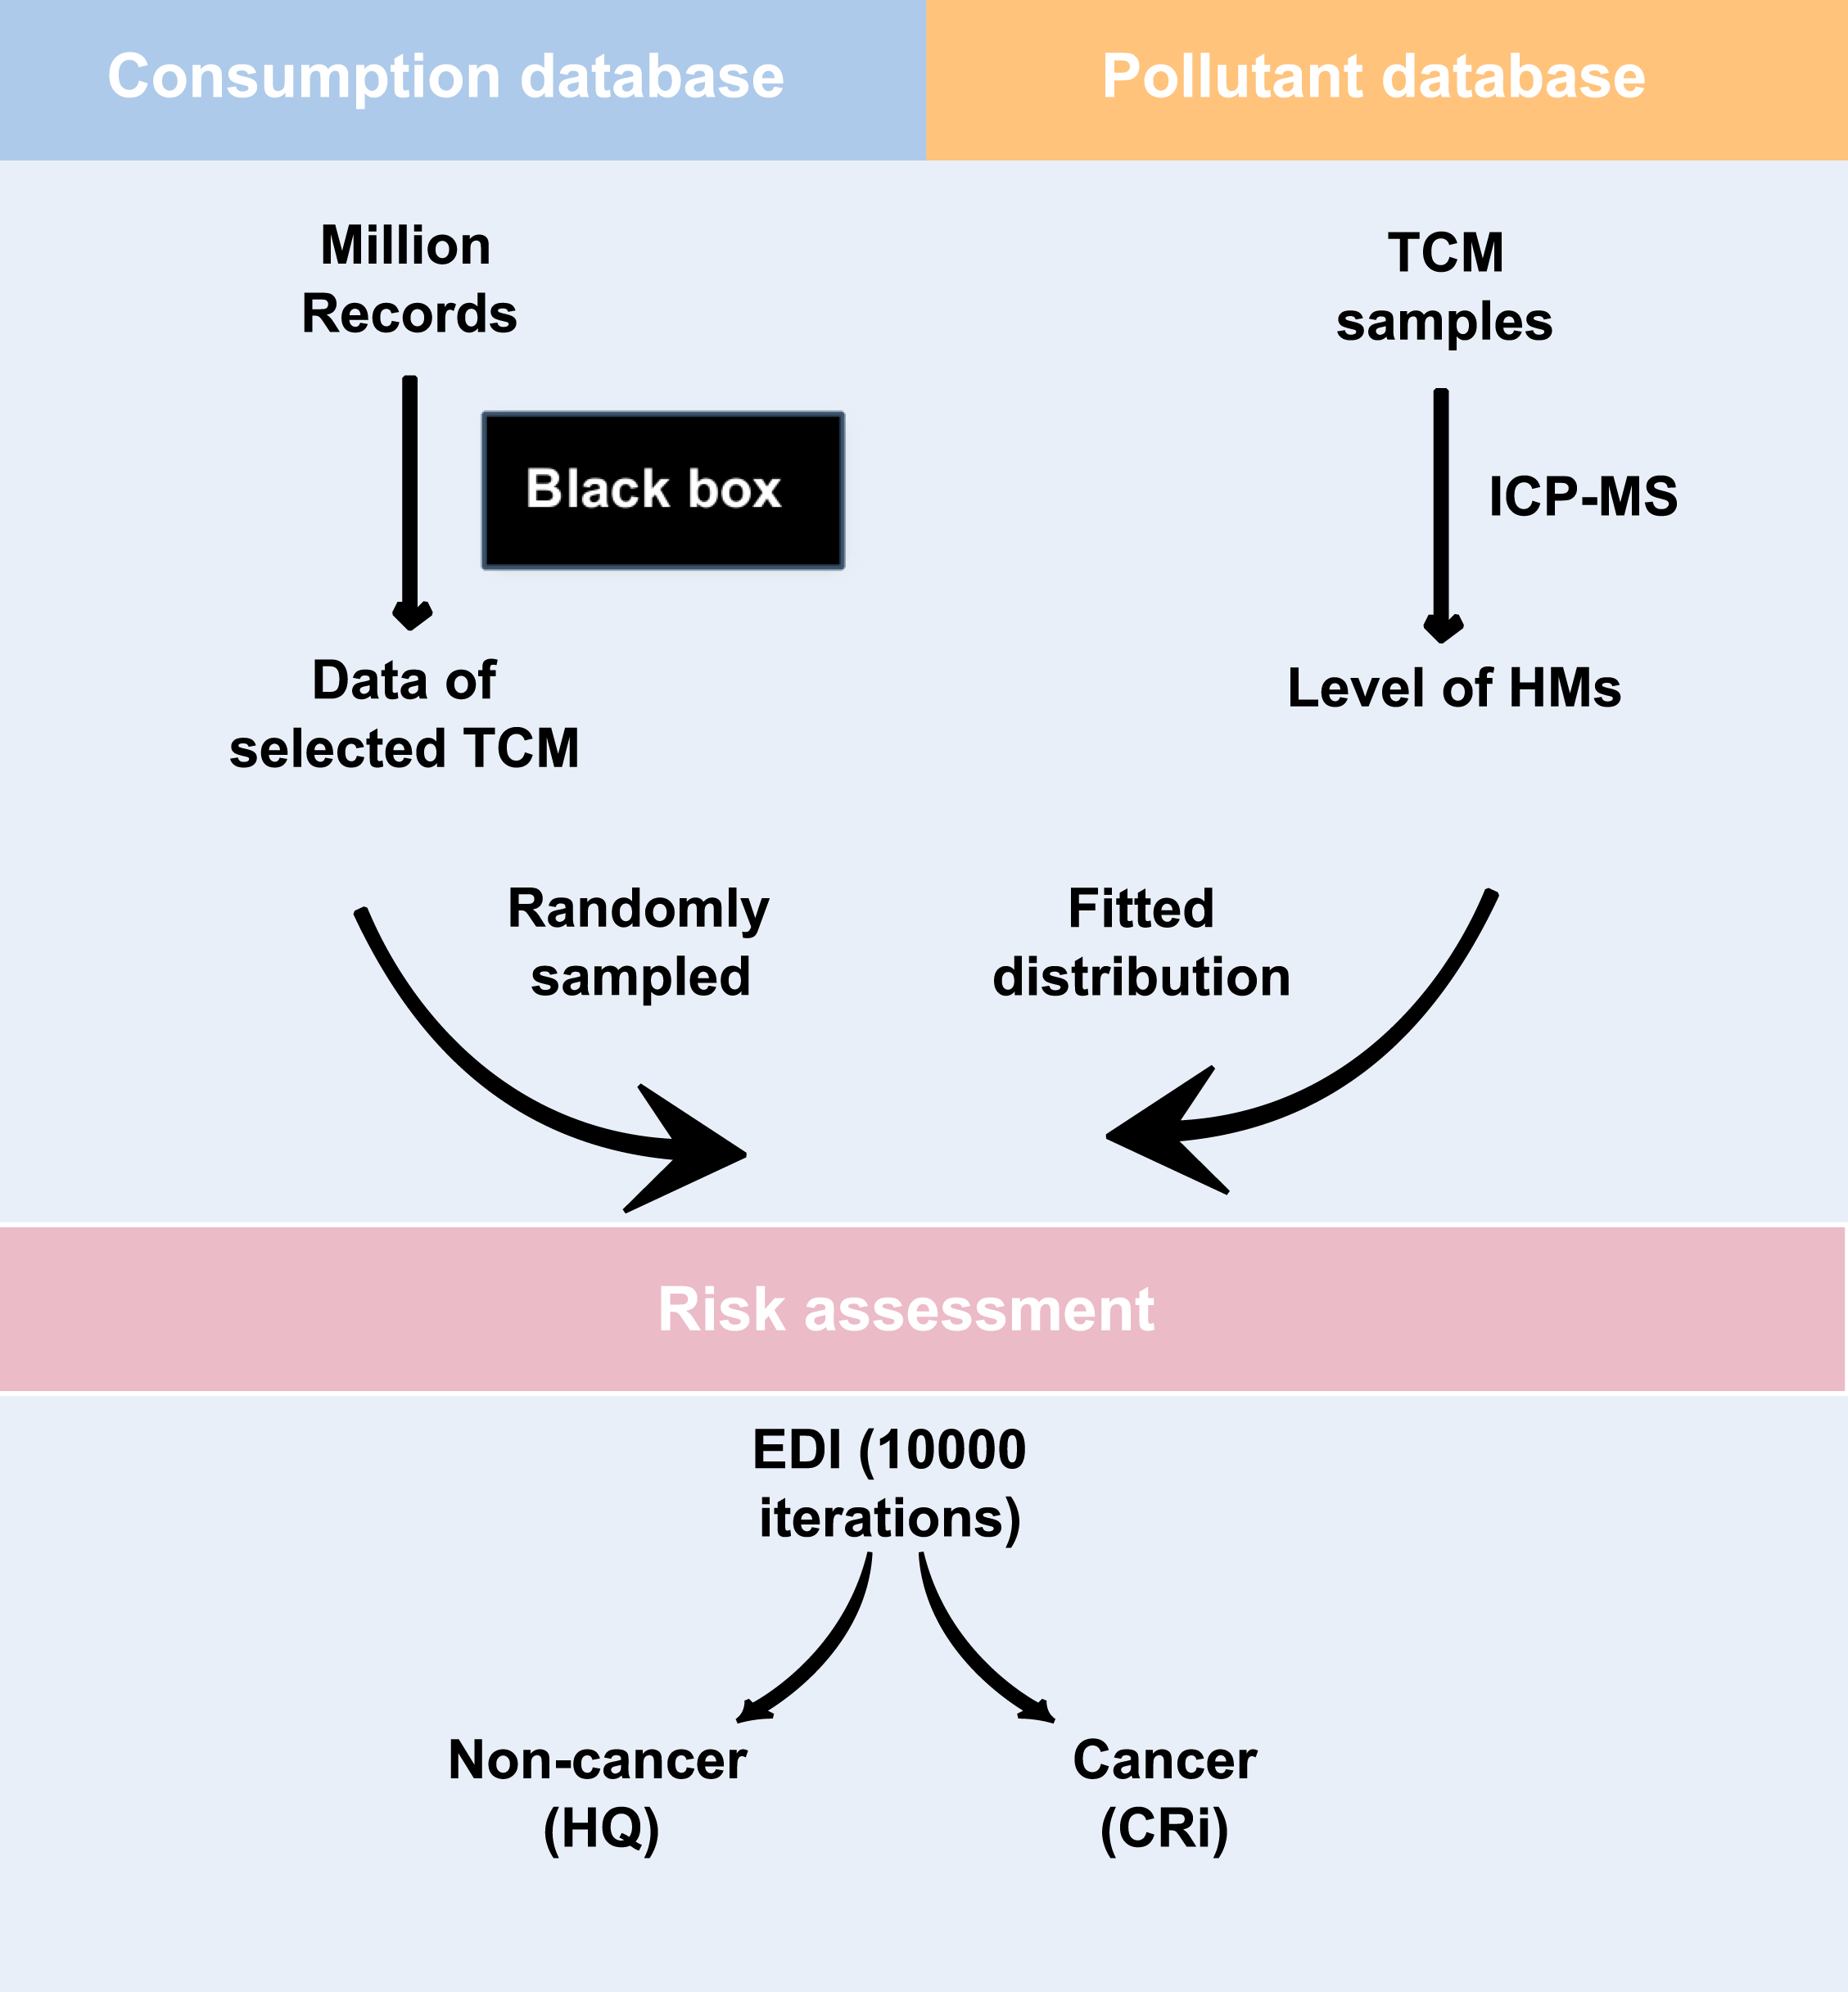 Consumption database
Pollutant database
Million
Records
Black box
Data of
selected TCM
TCM
samples
ICP-MS
Level of HMs
Randomly
sampled
Fitted
distribution
Risk assessment
EDI (10000
iterations)
Non-cancer
(HQ)
Cancer
(CRi)